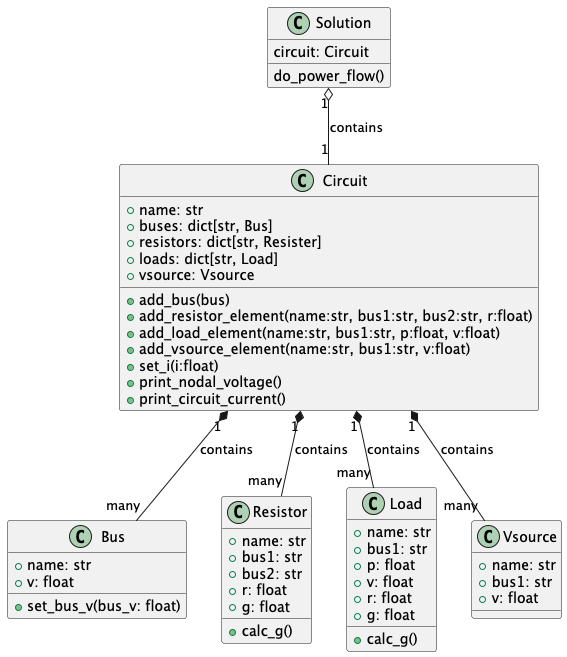 C Solution
circuit: Circuit
do_power_flow()
1
contains
1
C Circuit
name: str
buses: dict[str, Bus]
resistors: dict[str, Resister]
loads: dict[str, Load]
vsource: Vsource
add_bus(bus)
add_resistor_element(name:str, bus1:str, bus2:str, r:float)
add_load_element(name:str, bus1:str, p:float, v:float)
add_vsource_element(name:str, bus1:str, v:float)
set_i(i:float)
print_nodal_voltage()
print_circuit_current()
1 1 1 1
contains contains contains contains
many many many many
C Bus
name: str
v: float
set_bus_v(bus_v: float)
C Resistor
name: str
bus1: str
bus2: str
r: float
g: float
calc_g()
C Load
name: str
bus1: str
p: float
v: float
r: float
g: float
calc_g()
C Vsource
name: str
bus1: str
v: float